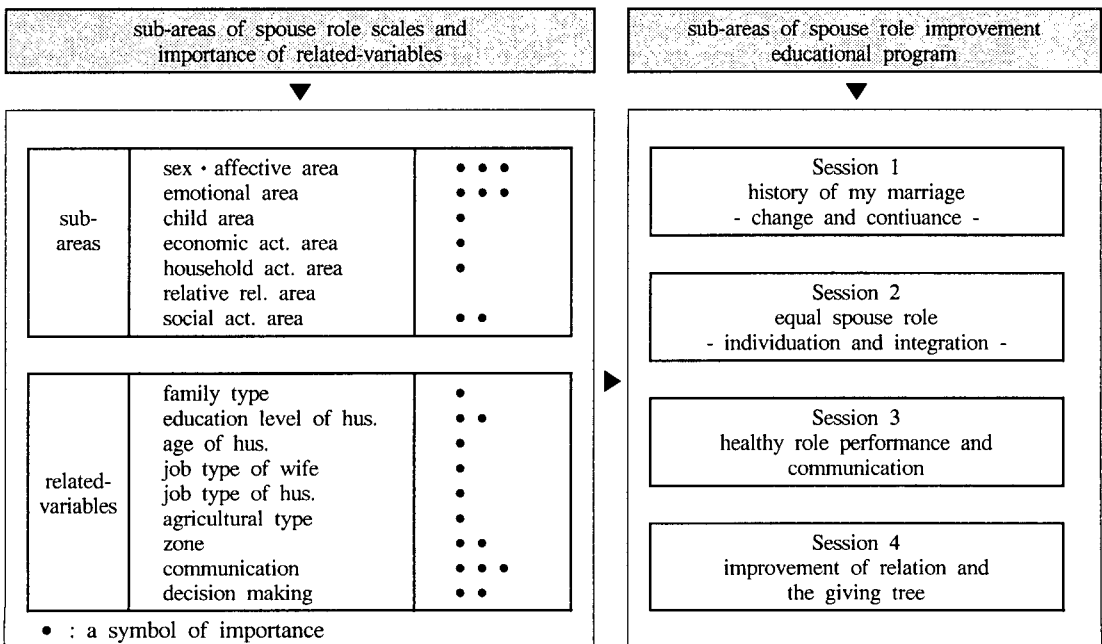 sub-areas of spouse role scales and
importance of related-variables
sub-areas of spouse role improvement
educational program
▼
▼
sub-
areas
sex · affective area • • •
emotional area • • •
child area •
economic act. area •
household act. area •
relative rel. area
social act. area • •
related-
variables
family type •
education level of hus. • •
age of hus. •
job type of wife •
job type of hus. •
agricultural type •
zone • •
communication • • •
decision making • •
• : a symbol of importance
▶
Session 1
history of my marriage
- change and contiuance -
Session 2
equal spouse role
- individuation and integration -
Session 3
healthy role performance and
communication
Session 4
improvement of relation and
the giving tree